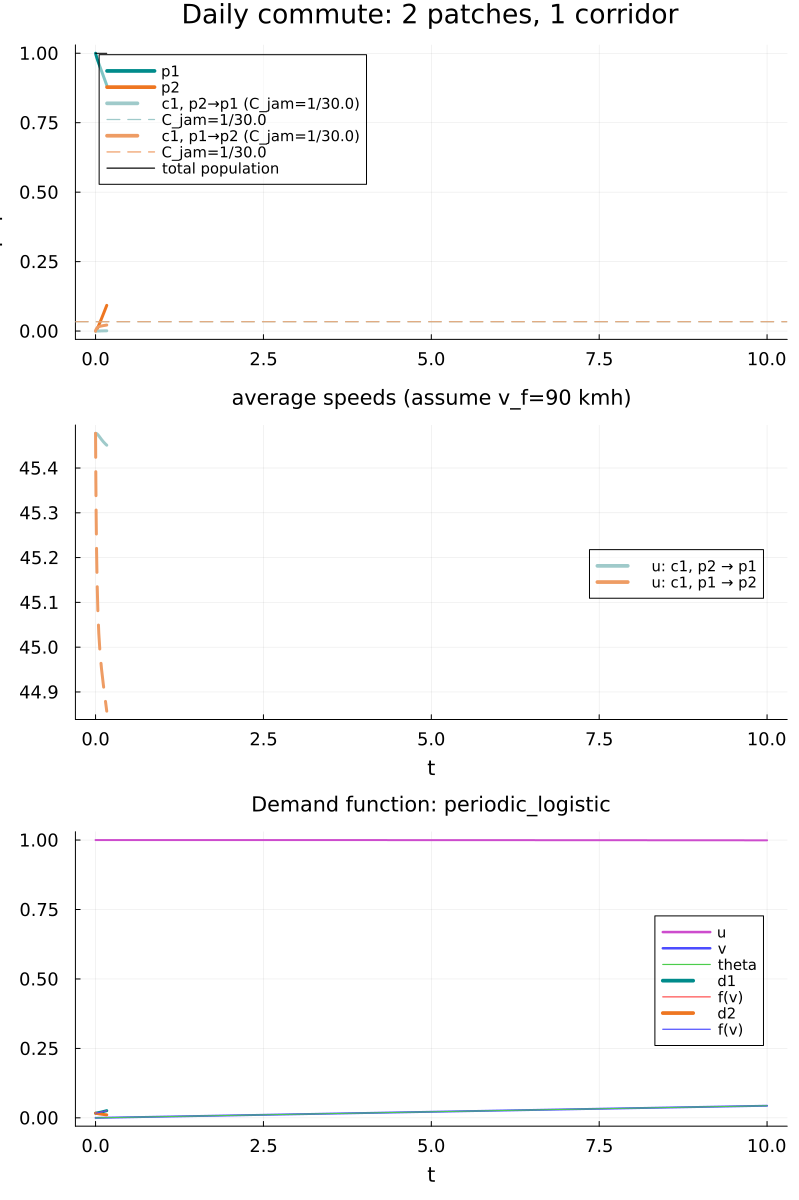 Daily commute: 2 patches, 1 corridor
1.00
0.75
0.50
0.25
0.00
p1
p2
c1, p2→p1 (C_jam=1/30.0)
C_jam=1/30.0
c1, p1→p2 (C_jam=1/30.0)
C_jam=1/30.0
total population
0.0 2.5 5.0 7.5 10.0
average speeds (assume v_f=90 kmh)
45.4
45.3
45.2
45.1
45.0
44.9
u: c1, p2 → p1
u: c1, p1 → p2
0.0 2.5 5.0 7.5 10.0
t
Demand function: periodic_logistic
1.00
0.75
0.50
0.25
0.00
u
v
theta
d1
f(v)
d2
f(v)
0.0 2.5 5.0 7.5 10.0
t